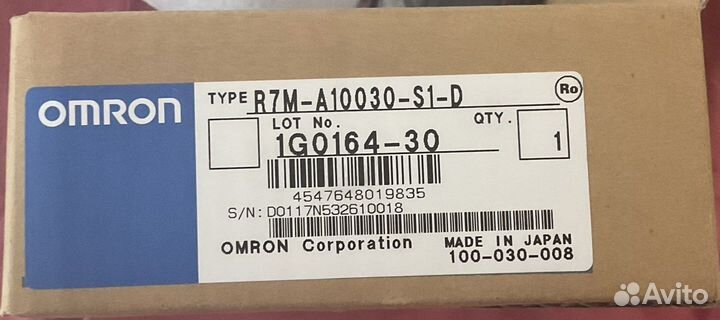 OMRON
TYPE R7M-A10030-S1-D
Ro
LOT No.
QTY.
1G0164-30
1
4547648019835
S/N: D0117N532610018
OMRON Corporation
MADE IN JAPAN
100-030-008
Avito